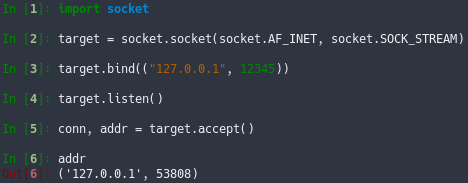 In [1]: import socket
In [2]: target = socket.socket(socket.AF_INET, socket.SOCK_STREAM)
In [3]: target.bind(("127.0.0.1", 12345))
In [4]: target.listen()
In [5]: conn, addr = target.accept()
In [6]: addr
Out[6]: ('127.0.0.1', 53808)